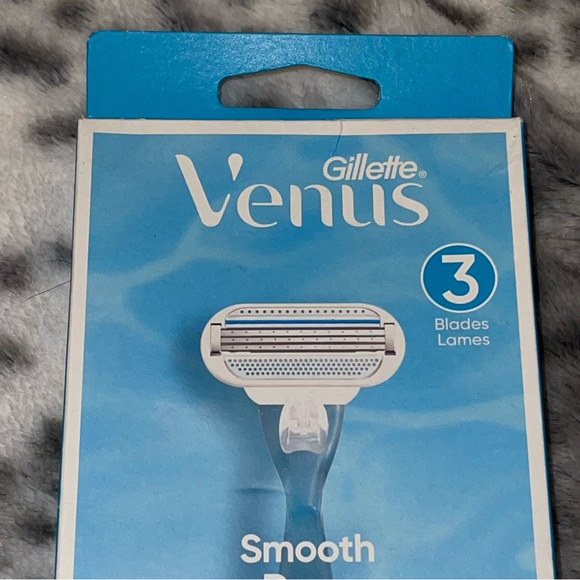 Gillette®
Venus
3
Blades
Lames
Smooth